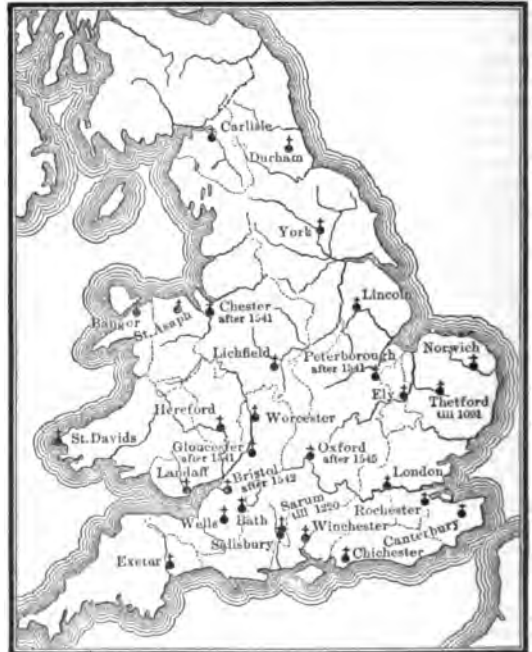 Carlisle
Durham
York
Lincoln
Chester
after 1541
Bangor
St. Asaph
Lichfield
Peterborough
after 1541
Norwich
Ely
Thetford
till 1091
Hereford
Worcester
St. Davids
Gloucester
after 1541
Oxford
after 1545
Landaff
Bristol
after 1542
London
Rochester
Canterbury
Wells
Bath
Sarum
till 1220
Salisbury
Winchester
Chichester
Exeter